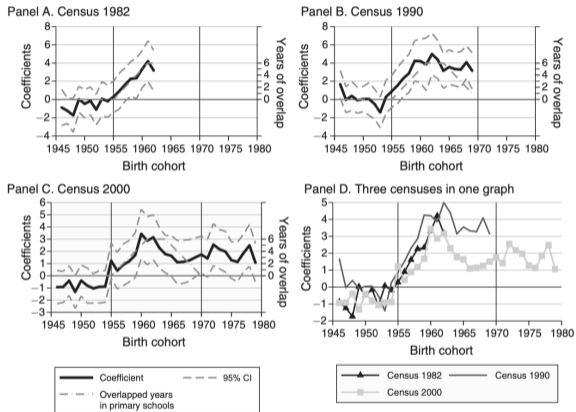 Panel A. Census 1982
8
6
4
2
0
−2
−4
Coefficients
6
4
2
0
Years of overlap
1945 1950 1955 1960 1965 1970 1975 1980
Birth cohort
Panel B. Census 1990
8
6
4
2
0
−2
−4
Coefficients
6
4
2
0
Years of overlap
1945 1950 1955 1960 1965 1970 1975 1980
Birth cohort
Panel C. Census 2000
6
5
4
3
2
1
0
−1
−2
−3
Coefficients
6
4
2
0
Years of overlap
1945 1950 1955 1960 1965 1970 1975 1980
Birth cohort
Coefficient
95% CI
Overlapped years
in primary schools
Panel D. Three censuses in one graph
5
4
3
2
1
0
−1
−2
Coefficients
1945 1950 1955 1960 1965 1970 1975 1980
Birth cohort
Census 1982
Census 1990
Census 2000